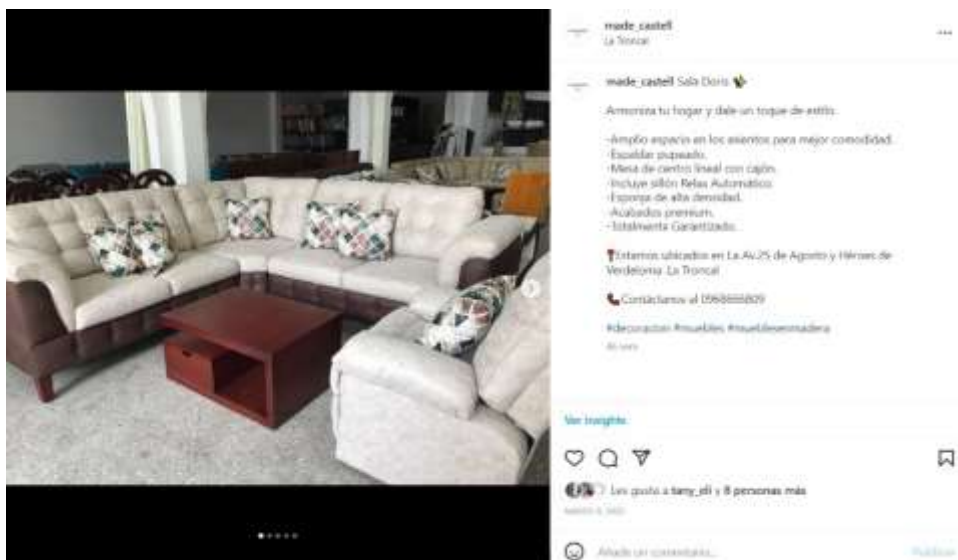 made_castell
La Troncal
made_castell Sala Doris
Armoniza tu hogar y dale un toque de estilo.
-Amplio espacio en los asientos para mejor comodidad.
-Espaldar pupeado.
-Mesa de centro lineal con cajón.
-Incluye sillón Relax Automático.
-Esponja de alta densidad.
-Acabados premium.
-Totalmente Garantizado.
Estamos ubicados en La Av.25 de Agosto y Héroes de
Verdeloma. La Troncal
Contáctanos al
#decoracion #muebles #mueblesenmadera
Ver insights
Les gusta a tany_eli y 8 personas más
Añade un comentario...
Publicar